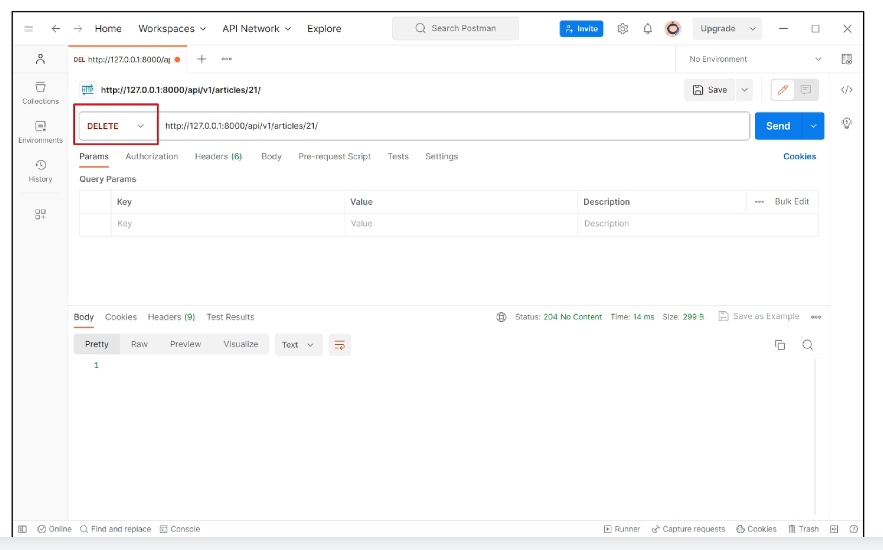 Home Workspaces API Network Explore Search Postman Invite Upgrade
DEL http://127.0.0.1:8000/ap No Environment
HTTP http://127.0.0.1:8000/api/v1/articles/21/ Save
Collections
DELETE http://127.0.0.1:8000/api/v1/articles/21/ Send
Environments
Params Authorization Headers (6) Body Pre-request Script Tests Settings Cookies
History
Query Params
Key Value Description Bulk Edit
Key Value Description
Body Cookies Headers (9) Test Results Status: 204 No Content Time: 14 ms Size: 299 B Save as Example
Pretty Raw Preview Visualize Text
1
Online Find and replace Console Runner Capture requests Cookies Trash